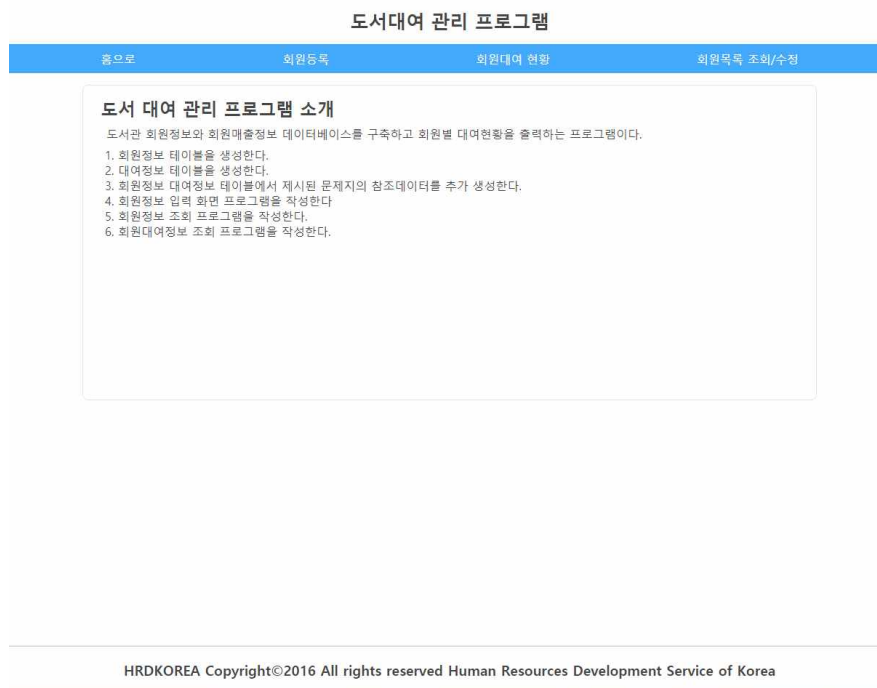 도서대여 관리 프로그램
홈으로 회원등록 회원대여 현황 회원목록 조회/수정
도서 대여 관리 프로그램 소개
도서관 회원정보와 회원매출정보 데이터베이스를 구축하고 회원별 대여현황을 출력하는 프로그램이다.
1. 회원정보 테이블을 생성한다.
2. 대여정보 테이블을 생성한다.
3. 회원정보 대여정보 테이블에서 제시된 문제지의 참조데이터를 추가 생성한다.
4. 회원정보 입력 화면 프로그램을 작성한다
5. 회원정보 조회 프로그램을 작성한다.
6. 회원대여정보 조회 프로그램을 작성한다.
HRDKOREA Copyright©2016 All rights reserved Human Resources Development Service of Korea